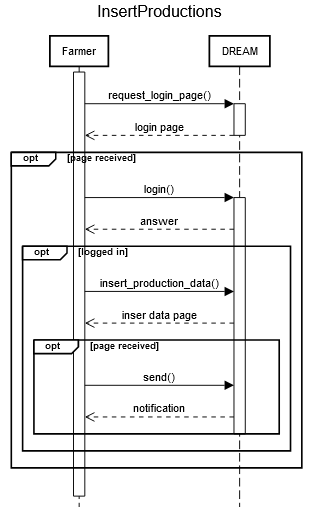 InsertProductions
Farmer DREAM
request_login_page()
login page
opt [page received]
login()
answer
opt [logged in]
insert_production_data()
inser data page
opt [page received]
send()
notification